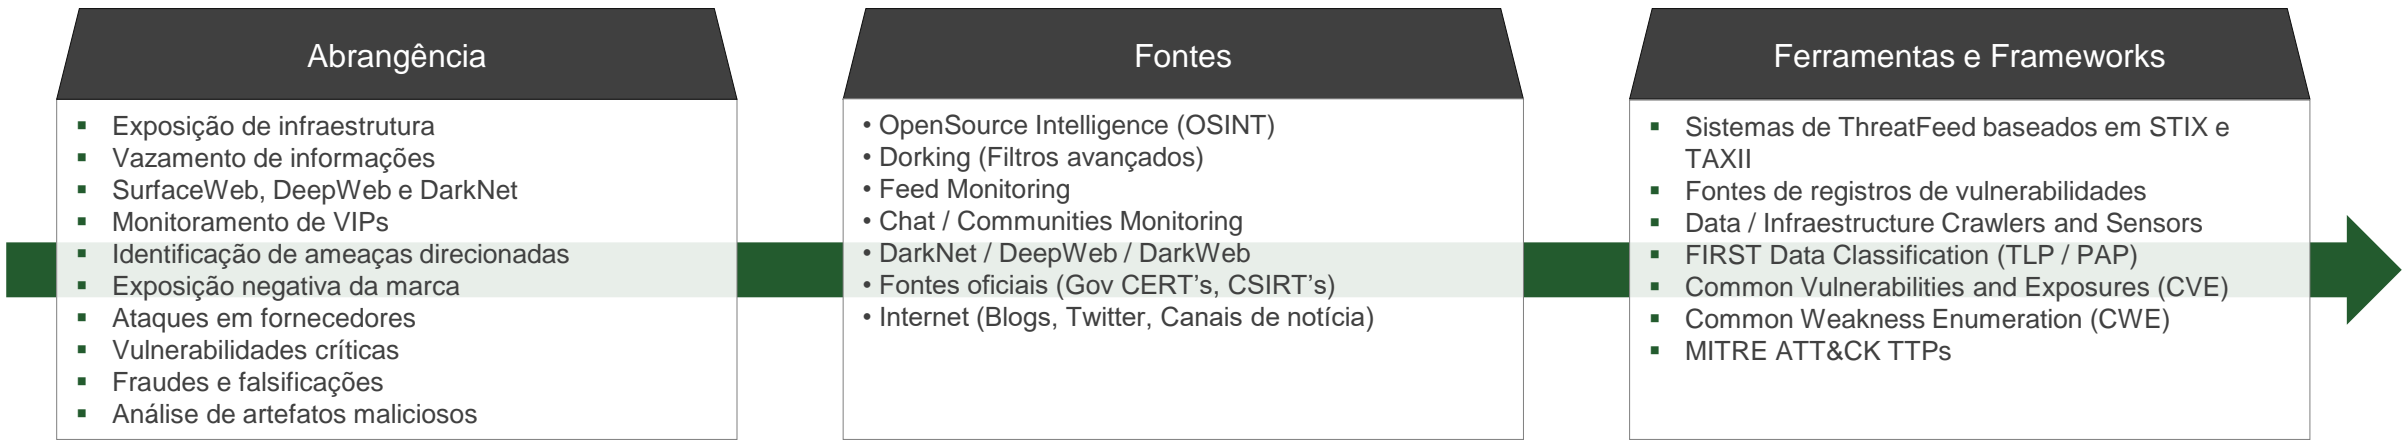 Abrangência
▪ Exposição de infraestrutura
▪ Vazamento de informações
▪ SurfaceWeb, DeepWeb e DarkNet
▪ Monitoramento de VIPs
▪ Identificação de ameaças direcionadas
▪ Exposição negativa da marca
▪ Ataques em fornecedores
▪ Vulnerabilidades críticas
▪ Fraudes e falsificações
▪ Análise de artefatos maliciosos
Fontes
• OpenSource Intelligence (OSINT)
• Dorking (Filtros avançados)
• Feed Monitoring
• Chat / Communities Monitoring
• DarkNet / DeepWeb / DarkWeb
• Fontes oficiais (Gov CERT’s, CSIRT’s)
• Internet (Blogs, Twitter, Canais de notícia)
Ferramentas e Frameworks
▪ Sistemas de ThreatFeed baseados em STIX e
TAXII
▪ Fontes de registros de vulnerabilidades
▪ Data / Infraestructure Crawlers and Sensors
▪ FIRST Data Classification (TLP / PAP)
▪ Common Vulnerabilities and Exposures (CVE)
▪ Common Weakness Enumeration (CWE)
▪ MITRE ATT&CK TTPs